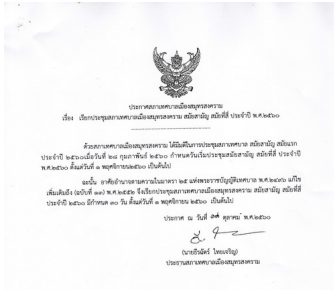 ประกาศสภาเทศบาลเมืองสมุทรสงคราม
เรื่อง เรียกประชุมสภาเทศบาลเมืองสมุทรสงคราม สมัยสามัญ สมัยที่สี่ ประจำปี พ.ศ.๒๕๖๐
ด้วยสภาเทศบาลเมืองสมุทรสงคราม ได้มีมติในการประชุมสภาเทศบาล สมัยสามัญ สมัยแรก
ประจำปี ๒๕๖๐เมื่อวันที่ ๒๘ กุมภาพันธ์ ๒๕๖๐ กำหนดวันเริ่มประชุมสมัยสามัญ สมัยที่สี่ ประจำปี
พ.ศ.๒๕๖๐ ตั้งแต่วันที่ ๑ พฤศจิกายน๒๕๖๐ เป็นต้นไป
ฉะนั้น อาศัยอำนาจตามความในมาตรา ๒๕ แห่งพระราชบัญญัติเทศบาล พ.ศ.๒๔๙๖ แก้ไข
เพิ่มเติมถึง (ฉบับที่ ๑๓) พ.ศ.๒๕๕๒ จึงเรียกประชุมสภาเทศบาลเมืองสมุทรสงคราม สมัยสามัญ สมัยที่สี่
ประจำปี ๒๕๖๐ มีกำหนด ๓๐ วัน ตั้งแต่วันที่ ๑ พฤศจิกายน ๒๕๖๐ เป็นต้นไป
ประกาศ ณ วันที่ ตุลาคม พ.ศ.๒๕๖๐
(นายธีรฉัตร์ ไทยเจริญ)
ประธานสภาเทศบาลเมืองสมุทรสงคราม